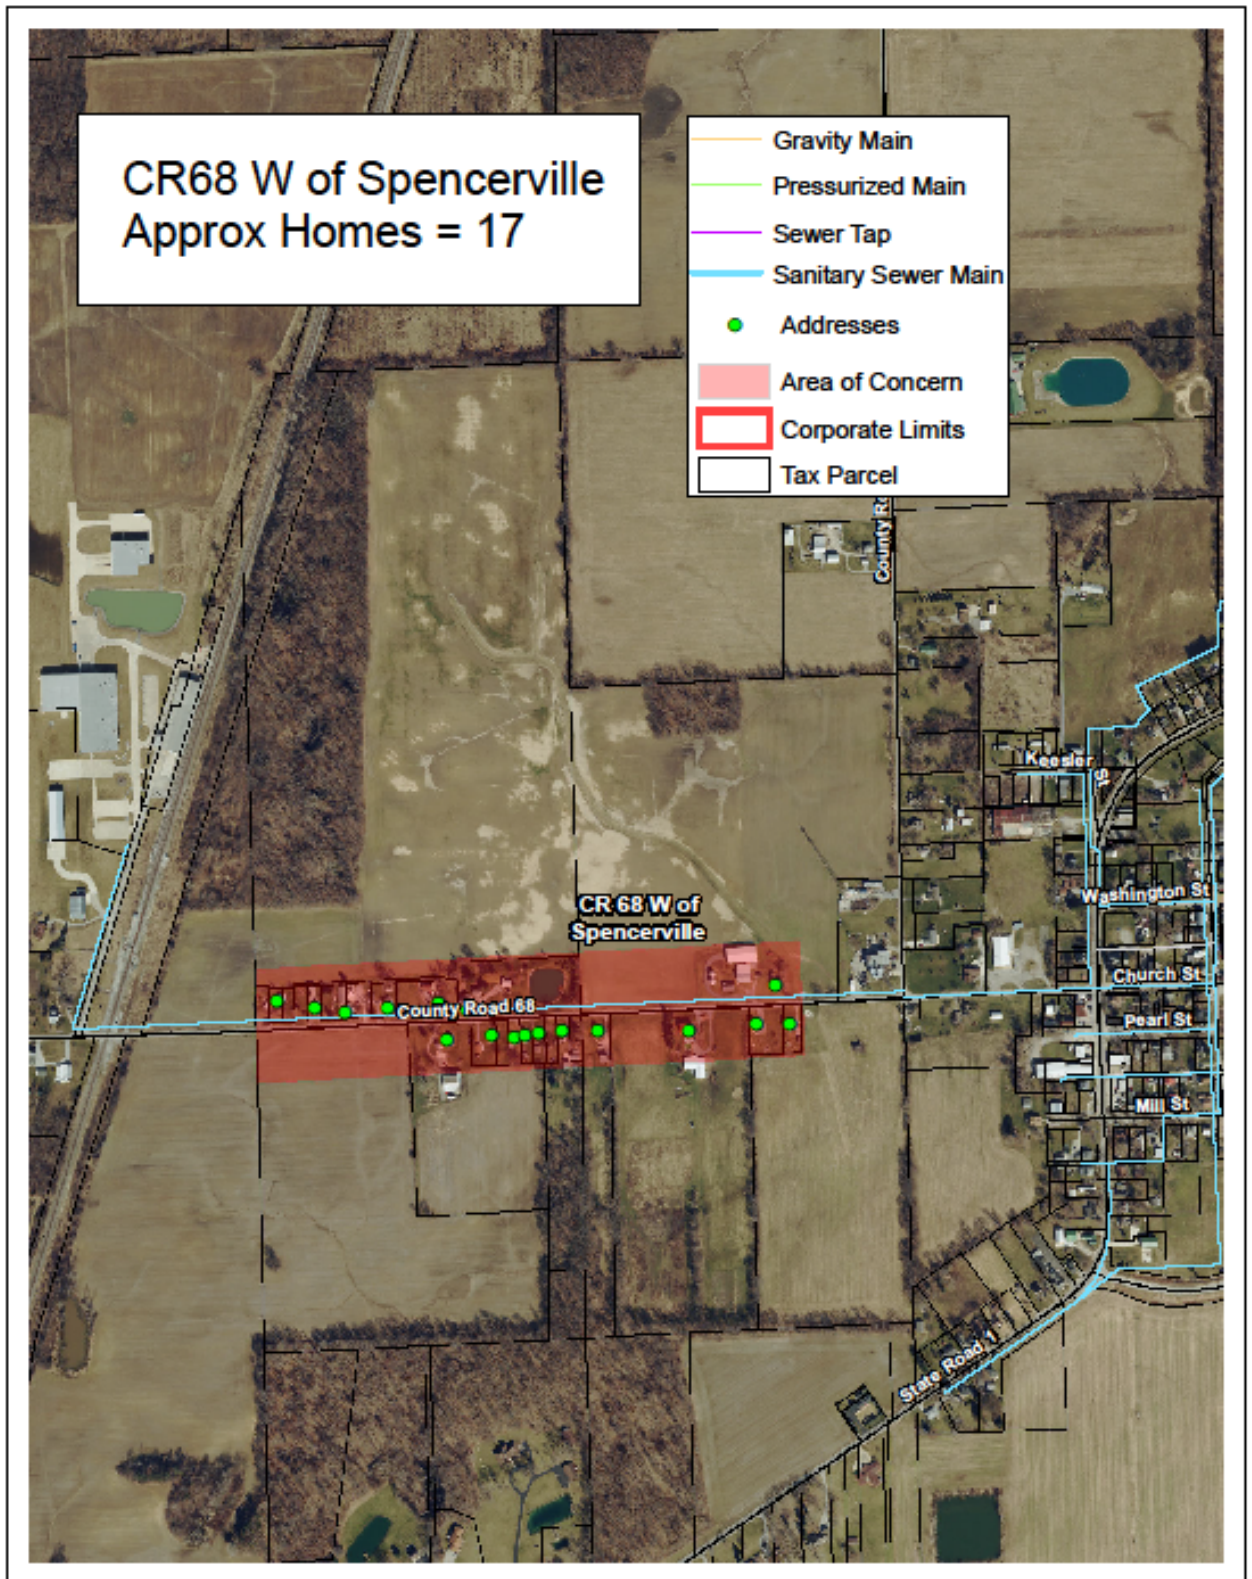 CR68 W of Spencerville
Approx Homes = 17
Gravity Main
Pressurized Main
Sewer Tap
Sanitary Sewer Main
Addresses
Area of Concern
Corporate Limits
Tax Parcel
County
Keesler
St
Washington St
CR 68 W of
Spencerville
Church St
County Road 68
Pearl St
Mill St
State Road 1